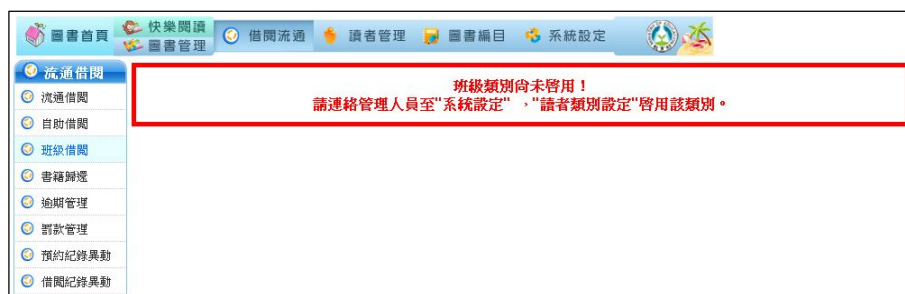 圖書首頁
快樂閱讀
圖書管理
借閱流通
讀者管理
圖書編目
系統設定
流通借閱
流通借閱
自助借閱
班級借閱
書籍歸還
逾期管理
罰款管理
預約紀錄異動
借閱紀錄異動
班級類別尚未啓用！
請連絡管理人員至"系統設定" ，"讀者類別設定"啓用該類別。